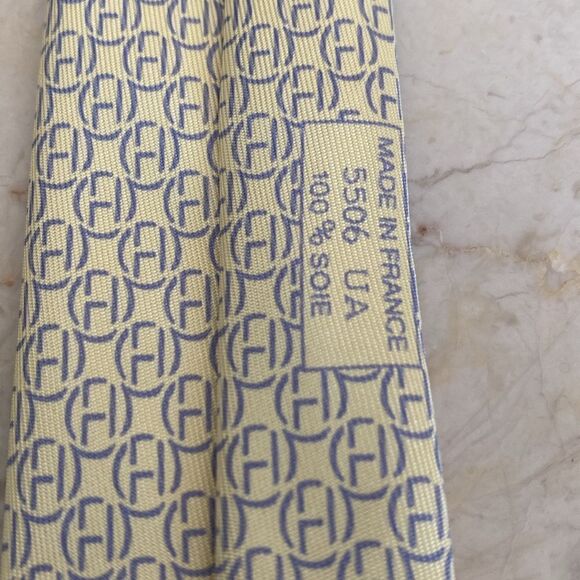 MADE IN FRANCE
5506 UA
100% SOIE